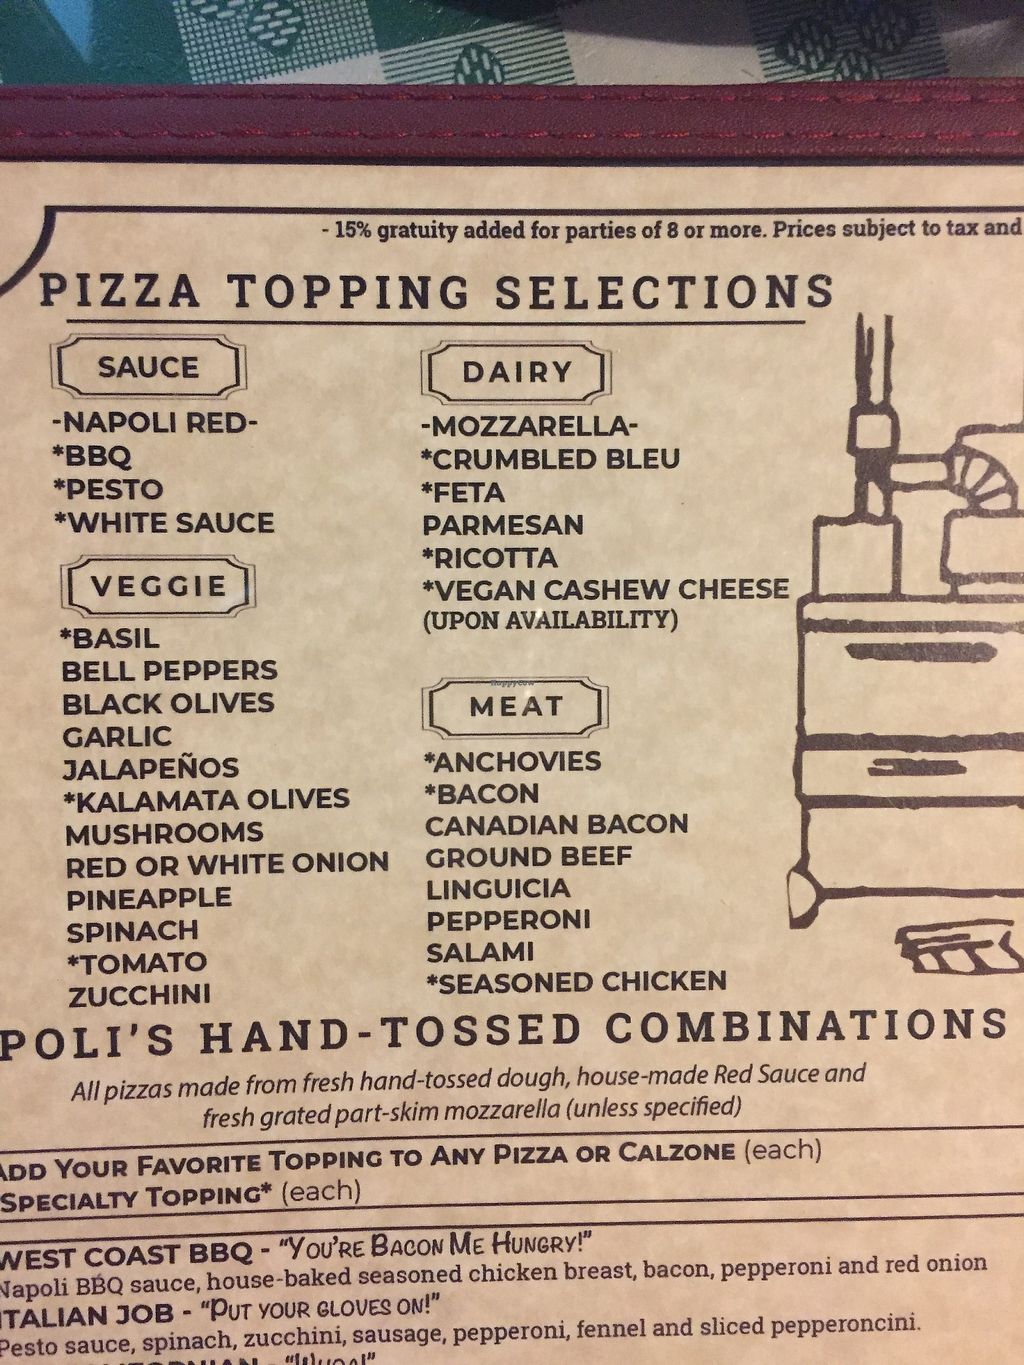 - 15% gratuity added for parties of 8 or more. Prices subject to tax and
PIZZA TOPPING SELECTIONS
SAUCE
-NAPOLI RED-
*BBQ
*PESTO
*WHITE SAUCE
VEGGIE
*BASIL
BELL PEPPERS
BLACK OLIVES
GARLIC
JALAPEÑOS
*KALAMATA OLIVES
MUSHROOMS
RED OR WHITE ONION
PINEAPPLE
SPINACH
*TOMATO
ZUCCHINI
DAIRY
-MOZZARELLA-
*CRUMBLED BLEU
*FETA
PARMESAN
*RICOTTA
*VEGAN CASHEW CHEESE
(UPON AVAILABILITY)
HappyCow
MEAT
*ANCHOVIES
*BACON
CANADIAN BACON
GROUND BEEF
LINGUICIA
PEPPERONI
SALAMI
*SEASONED CHICKEN
POLI'S HAND-TOSSED COMBINATIONS
All pizzas made from fresh hand-tossed dough, house-made Red Sauce and
fresh grated part-skim mozzarella (unless specified)
ADD YOUR FAVORITE TOPPING TO ANY PIZZA OR CALZONE (each)
SPECIALTY TOPPING* (each)
WEST COAST BBQ - "YOU'RE BACON ME HUNGRY!"
Napoli BBQ sauce, house-baked seasoned chicken breast, bacon, pepperoni and red onion
ITALIAN JOB - "PUT YOUR GLOVES ON!"
Pesto sauce, spinach, zucchini, sausage, pepperoni, fennel and sliced pepperoncini.